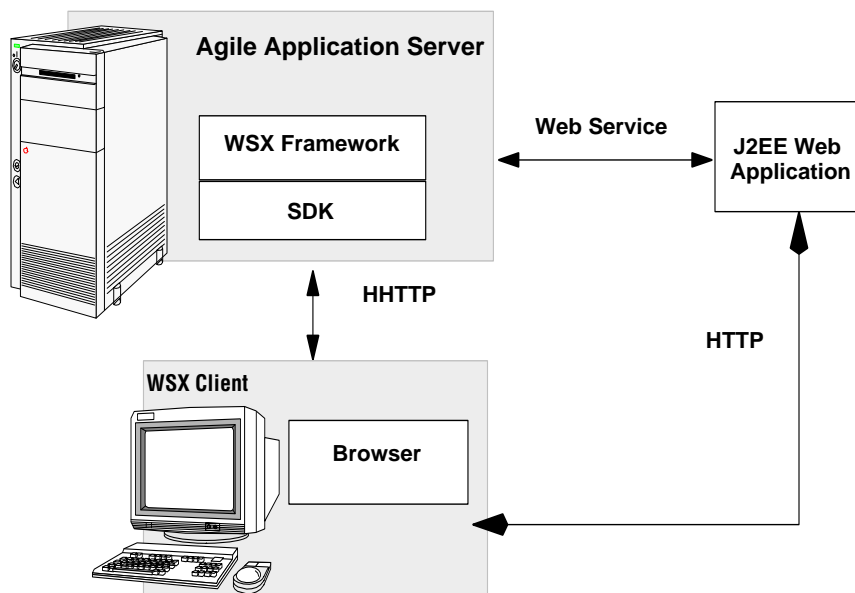 Agile Application Server
WSX Framework
SDK
Web Service
J2EE Web
Application
HHTTP
HTTP
WSX Client
Browser